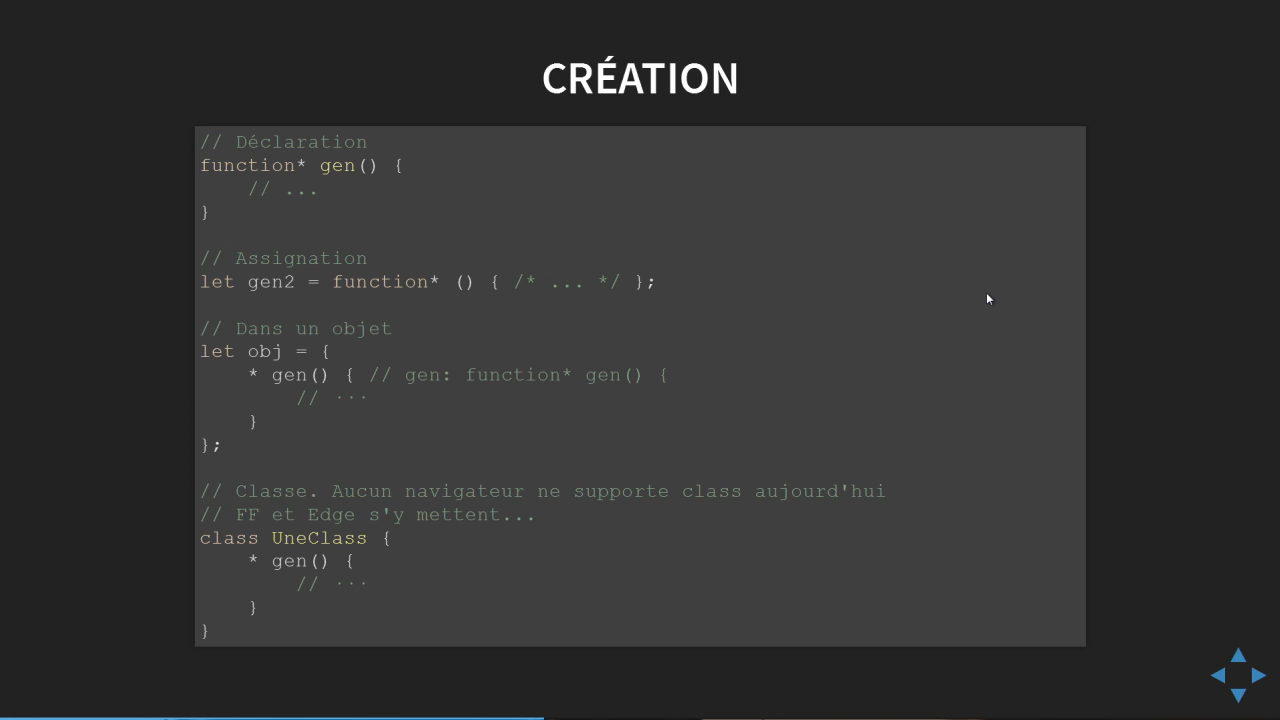 CRÉATION
// Déclaration
function* gen() {
    // ...
}
// Assignation
let gen2 = function* () { /* ... */ };
// Dans un objet
let obj = {
    * gen() { // gen: function* gen() {
        // ···
    }
};
// Classe. Aucun navigateur ne supporte class aujourd'hui
// FF et Edge s'y mettent...
class UneClass {
    * gen() {
        // ···
    }
}